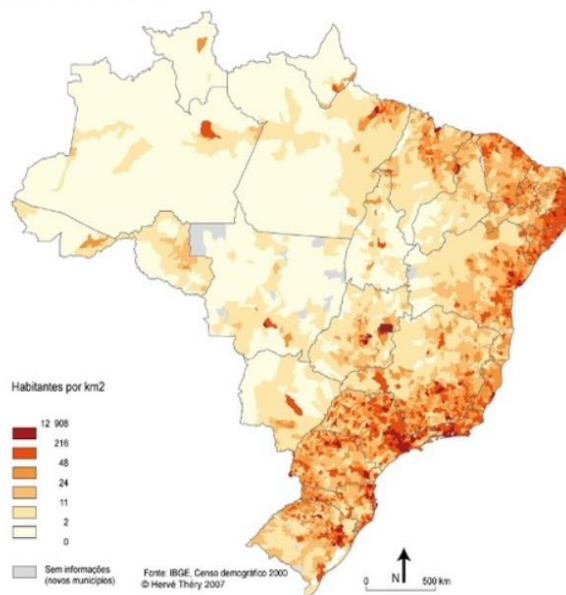 Habitantes por km2
12 908
216
48
24
11
2
0
Sem informações
(novos municípios)
Fonte: IBGE, Censo demográfico 2000
© Hervé Théry 2007
N
0 500 km